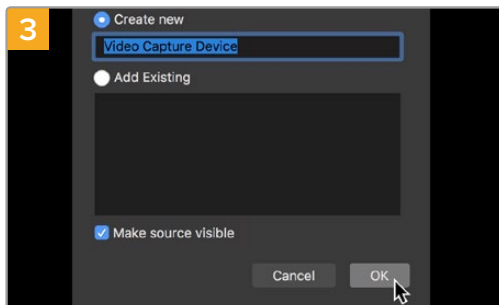 3
Create new
Video Capture Device
Add Existing
Make source visible
Cancel OK